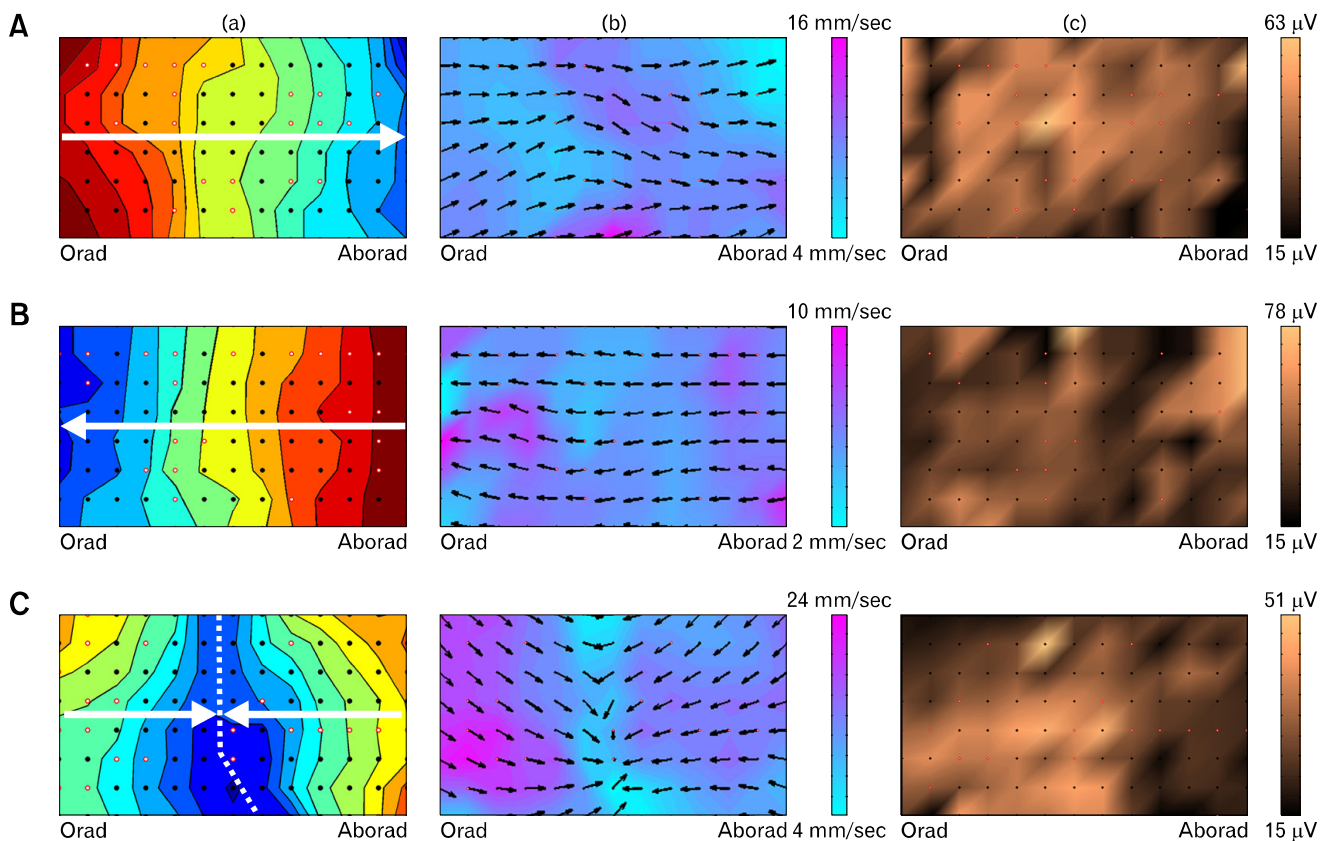 A
(a)
(b)
16 mm/sec
(c)
63 µV
Orad
Aborad
Orad
Aborad
4 mm/sec
Orad
Aborad
15 µV
B
10 mm/sec
78 µV
Orad
Aborad
Orad
Aborad
2 mm/sec
Orad
Aborad
15 µV
C
24 mm/sec
51 µV
Orad
Aborad
Orad
Aborad
4 mm/sec
Orad
Aborad
15 µV